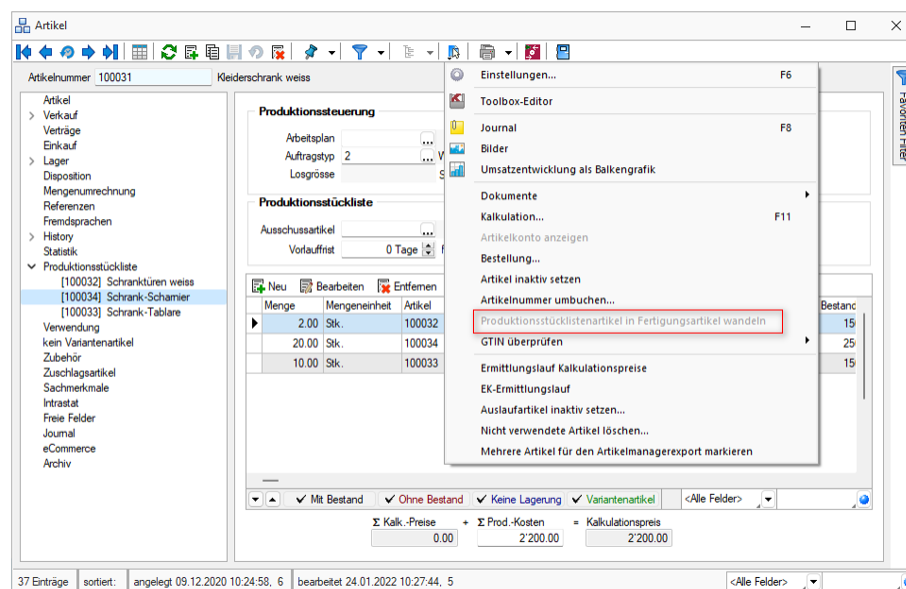 Artikel
Artikelnummer 100031 Kleiderschrank weiss
Artikel
Verkauf
Verträge
Einkauf
Lager
Disposition
Mengenumrechnung
Referenzen
Fremdsprachen
History
Statistik
Produktionsstückliste
[100032] Schranktüren weiss
[100034] Schrank-Scharnier
[100033] Schrank-Tablare
Verwendung
kein Variantenartikel
Zubehör
Zuschlagsartikel
Sachmerkmale
Intrastat
Freie Felder
Journal
eCommerce
Archiv
Produktionssteuerung
Arbeitsplan ...
Auftragstyp 2 ...
Losgrösse
Produktionsstückliste
Ausschussartikel ...
Vorlauffrist 0 Tage
Neu Bearbeiten Entfernen
Menge Mengeneinheit Artikel Bestand
2.00 Stk. 100032 15
20.00 Stk. 100034 25
10.00 Stk. 100033 15
Einstellungen... F6
Toolbox-Editor
Journal F8
Bilder
Umsatzentwicklung als Balkengrafik
Dokumente
Kalkulation... F11
Artikelkonto anzeigen
Bestellung...
Artikel inaktiv setzen
Artikelnummer umbuchen...
Produktionsstücklistenartikel in Fertigungsartikel wandeln
GTIN überprüfen
Ermittlungslauf Kalkulationspreise
EK-Ermittlungslauf
Auslaufartikel inaktiv setzen...
Nicht verwendete Artikel löschen...
Mehrere Artikel für den Artikelmanagerexport markieren
Favoriten Filter
Mit Bestand Ohne Bestand Keine Lagerung Variantenartikel <Alle Felder>
Σ Kalk.-Preise + Σ Prod.-Kosten = Kalkulationspreis
0.00 2'200.00 2'200.00
37 Einträge sortiert: angelegt 09.12.2020 10:24:58, 6 bearbeitet 24.01.2022 10:27:44, 5 <Alle Felder>